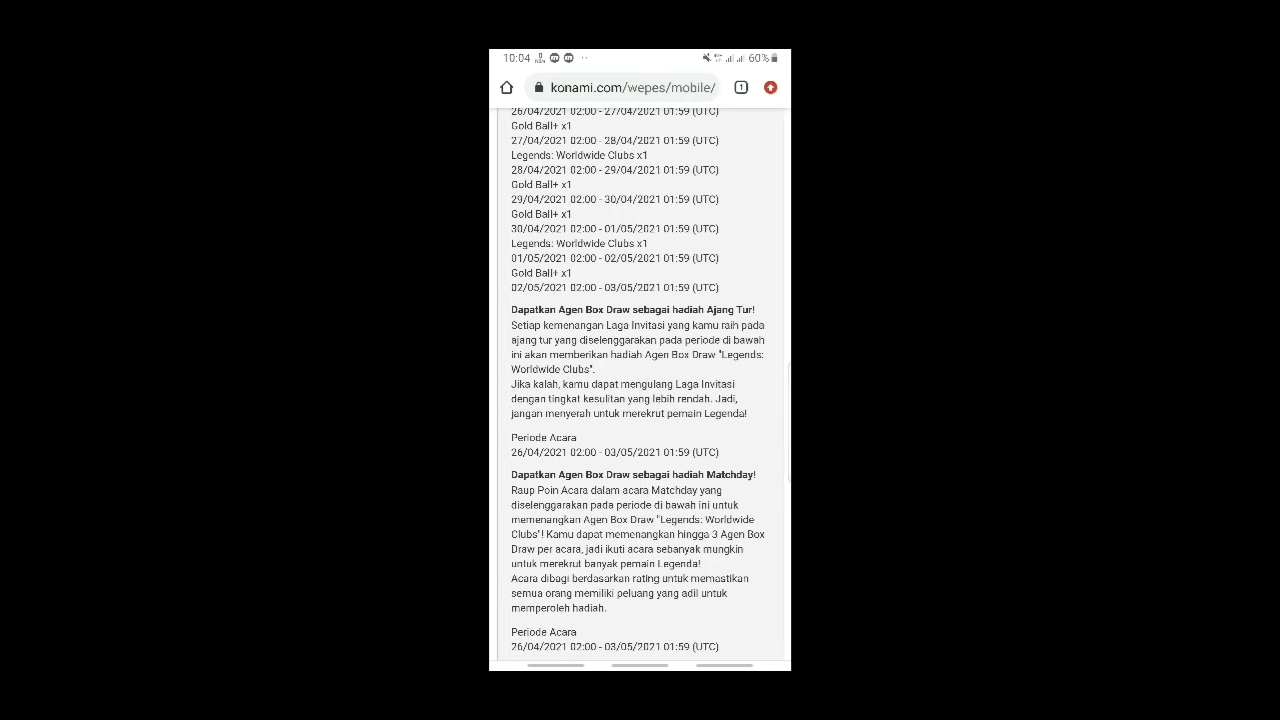 10:04
60%
konami.com/wepes/mobile/
1
26/04/2021 02:00 - 27/04/2021 01:59 (UTC)
Gold Ball+ x1
27/04/2021 02:00 - 28/04/2021 01:59 (UTC)
Legends: Worldwide Clubs x1
28/04/2021 02:00 - 29/04/2021 01:59 (UTC)
Gold Ball+ x1
29/04/2021 02:00 - 30/04/2021 01:59 (UTC)
Gold Ball+ x1
30/04/2021 02:00 - 01/05/2021 01:59 (UTC)
Legends: Worldwide Clubs x1
01/05/2021 02:00 - 02/05/2021 01:59 (UTC)
Gold Ball+ x1
02/05/2021 02:00 - 03/05/2021 01:59 (UTC)
Dapatkan Agen Box Draw sebagai hadiah Ajang Tur!
Setiap kemenangan Laga Invitasi yang kamu raih pada
ajang tur yang diselenggarakan pada periode di bawah
ini akan memberikan hadiah Agen Box Draw "Legends:
Worldwide Clubs".
Jika kalah, kamu dapat mengulang Laga Invitasi
dengan tingkat kesulitan yang lebih rendah. Jadi,
jangan menyerah untuk merekrut pemain Legenda!
Periode Acara
26/04/2021 02:00 - 03/05/2021 01:59 (UTC)
Dapatkan Agen Box Draw sebagai hadiah Matchday!
Raup Poin Acara dalam acara Matchday yang
diselenggarakan pada periode di bawah ini untuk
memenangkan Agen Box Draw "Legends: Worldwide
Clubs"! Kamu dapat memenangkan hingga 3 Agen Box
Draw per acara, jadi ikuti acara sebanyak mungkin
untuk merekrut banyak pemain Legenda!
Acara dibagi berdasarkan rating untuk memastikan
semua orang memiliki peluang yang adil untuk
memperoleh hadiah.
Periode Acara
26/04/2021 02:00 - 03/05/2021 01:59 (UTC)